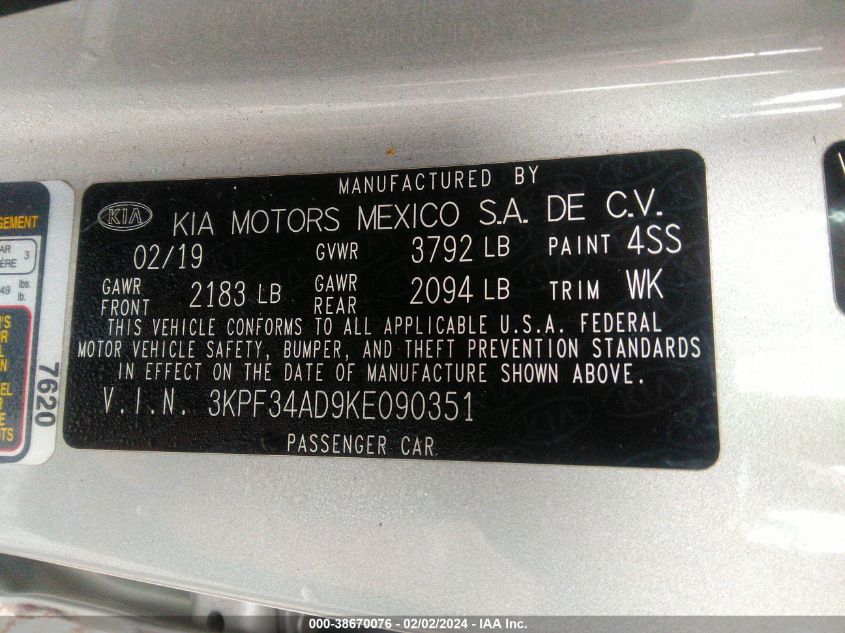 MANUFACTURED BY
KIA KIA MOTORS MEXICO S.A. DE C.V.
02/19 GVWR 3792 LB PAINT 4SS
GAWR FRONT 2183 LB GAWR REAR 2094 LB TRIM WK
THIS VEHICLE CONFORMS TO ALL APPLICABLE U.S.A. FEDERAL
MOTOR VEHICLE SAFETY, BUMPER, AND THEFT PREVENTION STANDARDS
IN EFFECT ON THE DATE OF MANUFACTURE SHOWN ABOVE.
V.I.N. 3KPF34AD9KE090351
PASSENGER CAR
3
lbs.
lb.
7620
000-38670076 - 02/02/2024 - IAA Inc.